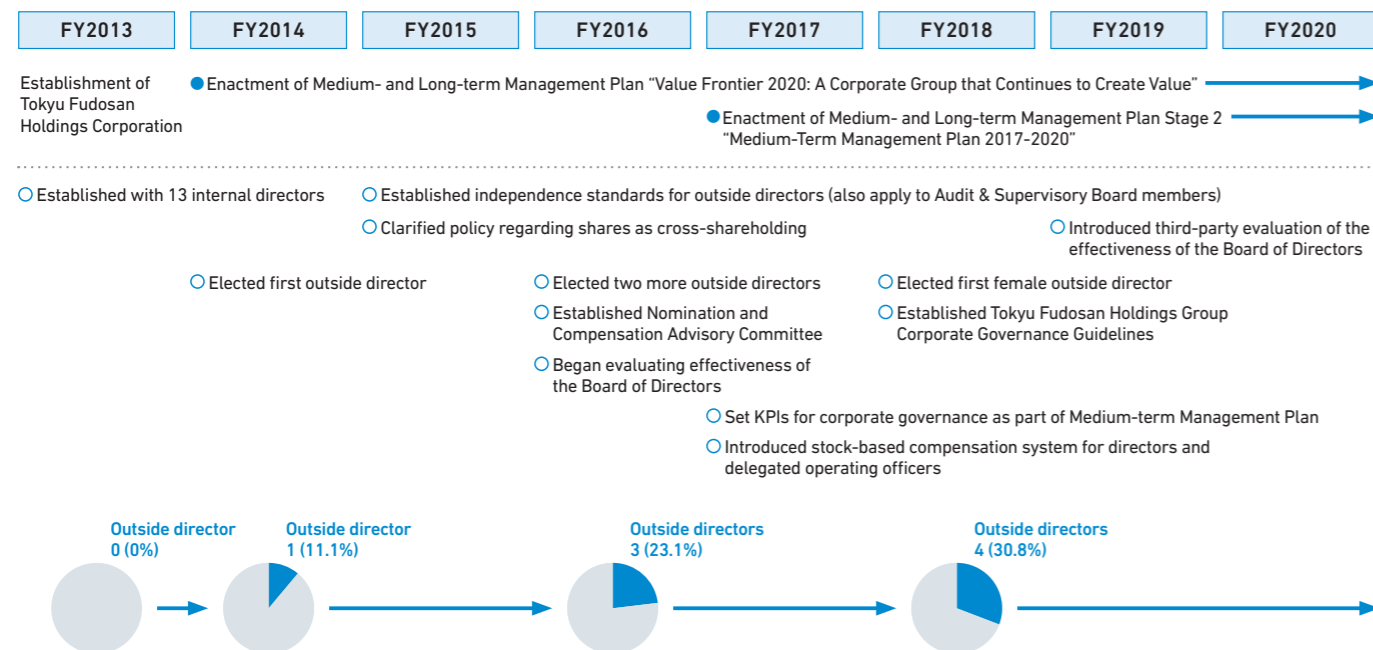 FY2013
FY2014
FY2015
FY2016
FY2017
FY2018
FY2019
FY2020
Establishment of
Tokyu Fudosan
Holdings Corporation
Enactment of Medium- and Long-term Management Plan “Value Frontier 2020: A Corporate Group that Continues to Create Value”
Enactment of Medium- and Long-term Management Plan Stage 2
“Medium-Term Management Plan 2017-2020”
Established with 13 internal directors
Established independence standards for outside directors (also apply to Audit & Supervisory Board members)
Clarified policy regarding shares as cross-shareholding
Introduced third-party evaluation of the
effectiveness of the Board of Directors
Elected first outside director
Elected two more outside directors
Elected first female outside director
Established Nomination and
Compensation Advisory Committee
Established Tokyu Fudosan Holdings Group
Corporate Governance Guidelines
Began evaluating effectiveness of
the Board of Directors
Set KPIs for corporate governance as part of Medium-term Management Plan
Introduced stock-based compensation system for directors and
delegated operating officers
Outside director
0 (0%)
Outside director
1 (11.1%)
Outside directors
3 (23.1%)
Outside directors
4 (30.8%)